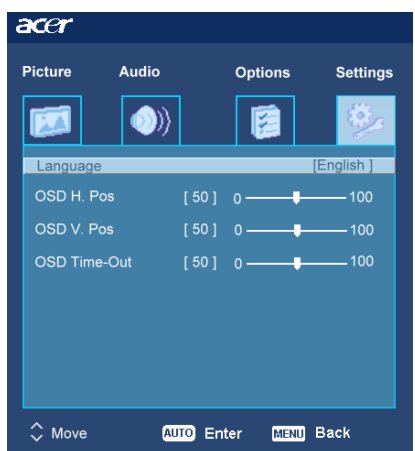 acer
Picture Audio Options Settings
Language [English ]
OSD H. Pos [ 50 ] 0 100
OSD V. Pos [ 50 ] 0 100
OSD Time-Out [ 50 ] 0 100
Move AUTO Enter MENU Back